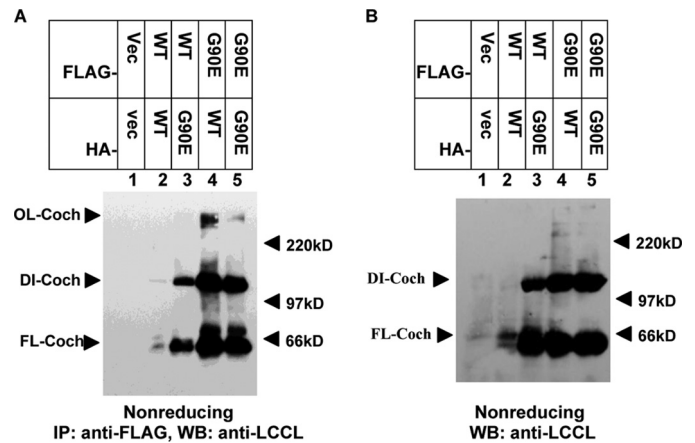 A
FLAG- Vec WT WT G90E G90E
HA- vec WT G90E WT G90E
1 2 3 4 5
OL-Coch
220kD
DI-Coch
97kD
FL-Coch
66kD
Nonreducing
IP: anti-FLAG, WB: anti-LCCL
B
FLAG- Vec WT WT G90E G90E
HA- vec WT G90E WT G90E
1 2 3 4 5
220kD
DI-Coch
97kD
FL-Coch
66kD
Nonreducing
WB: anti-LCCL